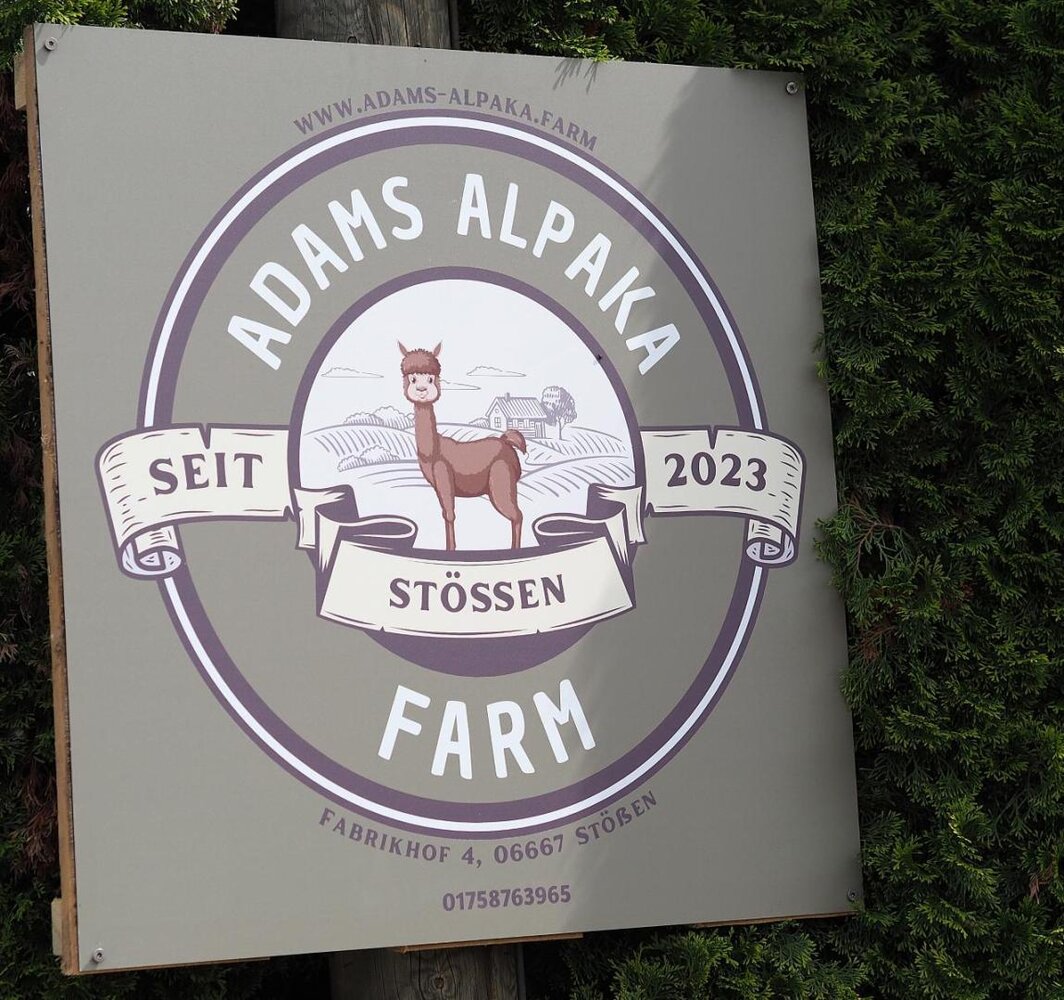 WWW.ADAMS-ALPAKA.FARM
ADAMS ALPAKA
SEIT 2023
STÖSSEN
FARM
FABRIKHOF 4, 06667 STÖßEN
01758763965